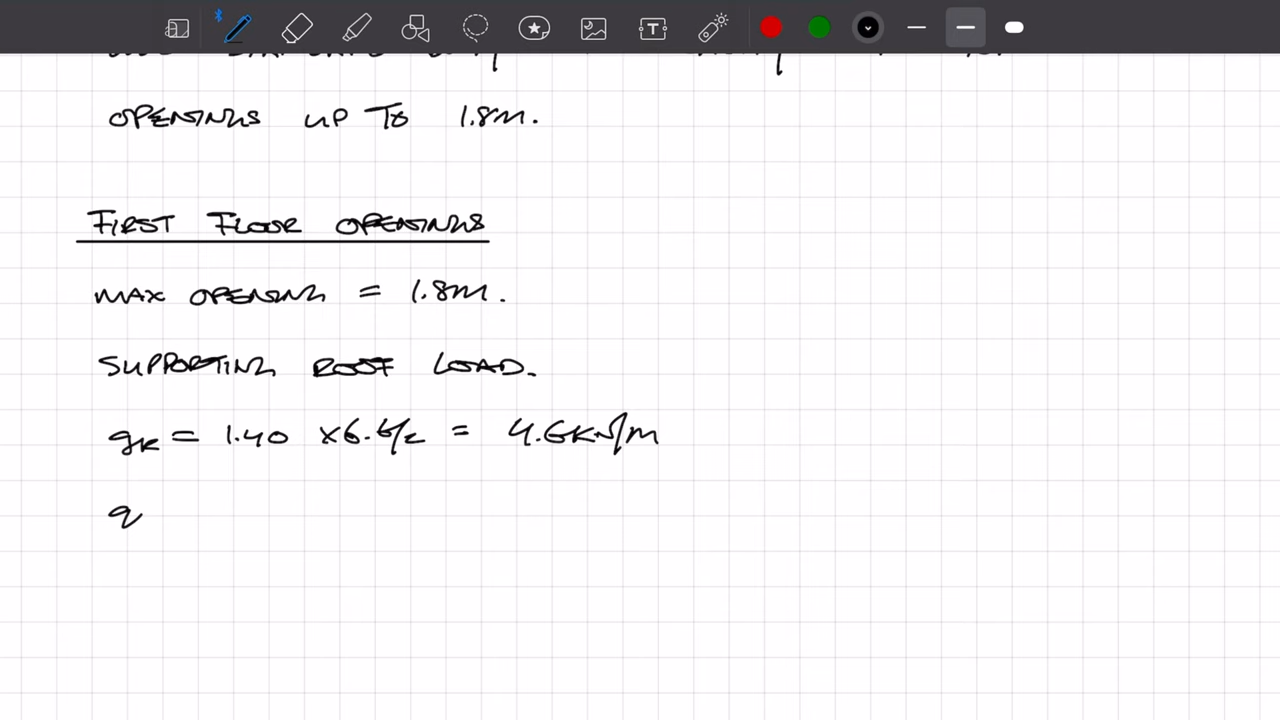 OPENINGS UP TO 1.8M.
FIRST FLOOR OPENINGS
MAX OPENING = 1.8M.
SUPPORTING ROOF LOAD.
gk = 1.40 x6.6/2 = 4.6KN/M
q